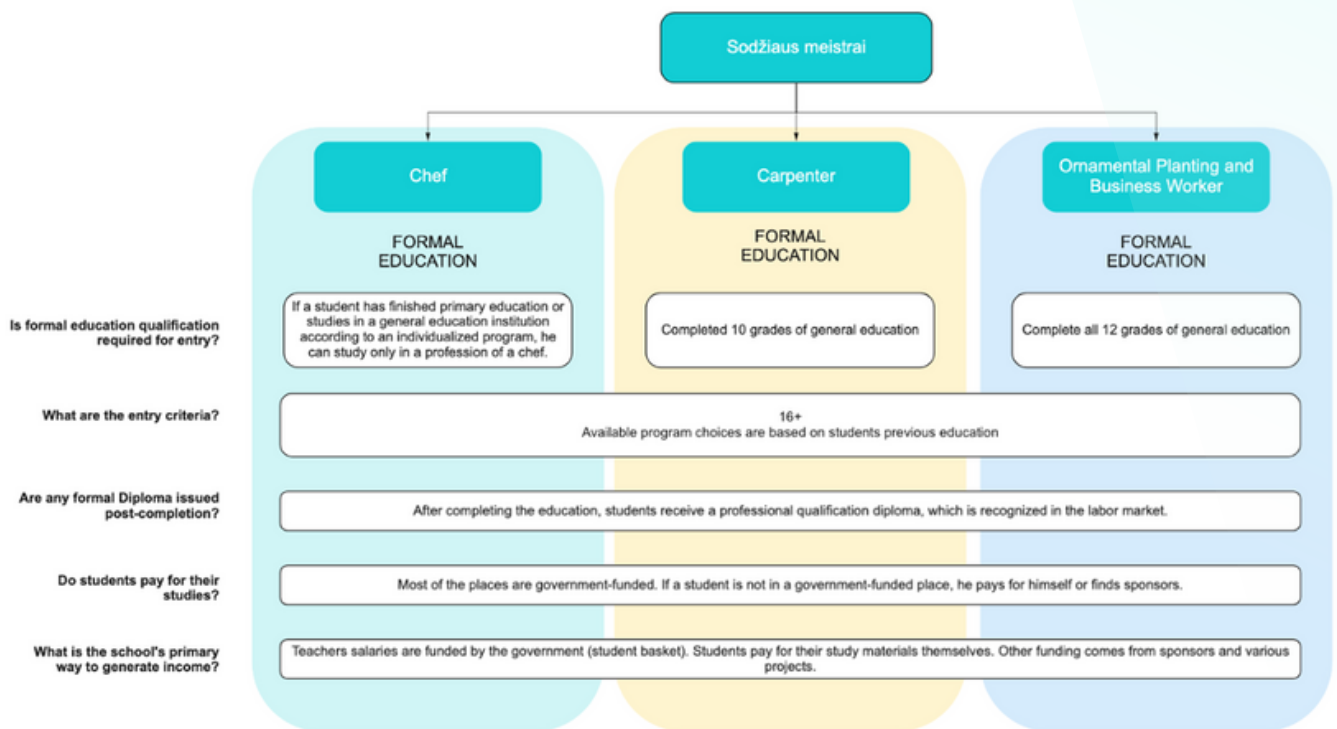 Sodžiaus meistrai
Chef
Carpenter
Ornamental Planting and
Business Worker
FORMAL
EDUCATION
FORMAL
EDUCATION
FORMAL
EDUCATION
Is formal education qualification
required for entry?
If a student has finished primary education or
studies in a general education institution
according to an individualized program, he
can study only in a profession of a chef.
Completed 10 grades of general education
Complete all 12 grades of general education
What are the entry criteria?
16+
Available program choices are based on students previous education
Are any formal Diploma issued
post-completion?
After completing the education, students receive a professional qualification diploma, which is recognized in the labor market.
Do students pay for their
studies?
Most of the places are government-funded. If a student is not in a government-funded place, he pays for himself or finds sponsors.
What is the school's primary
way to generate income?
Teachers salaries are funded by the government (student basket). Students pay for their study materials themselves. Other funding comes from sponsors and various
projects.